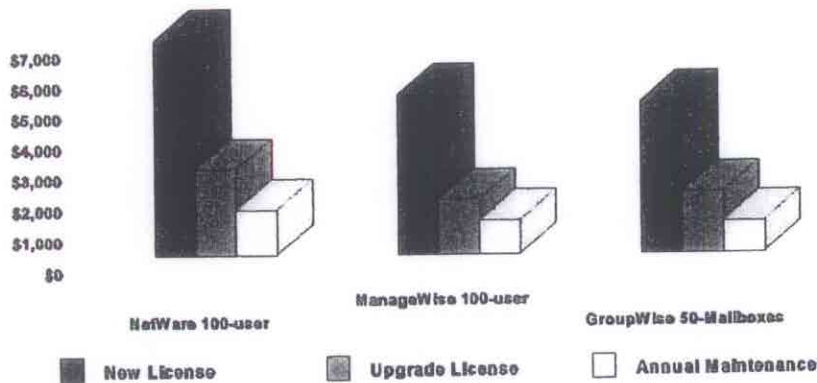 $7,000
$6,000
$5,000
$4,000
$3,000
$2,000
$1,000
$0
NetWare 100-user
ManageWise 100-user
GroupWise 50-Mailboxes
New License
Upgrade License
Annual Maintenance